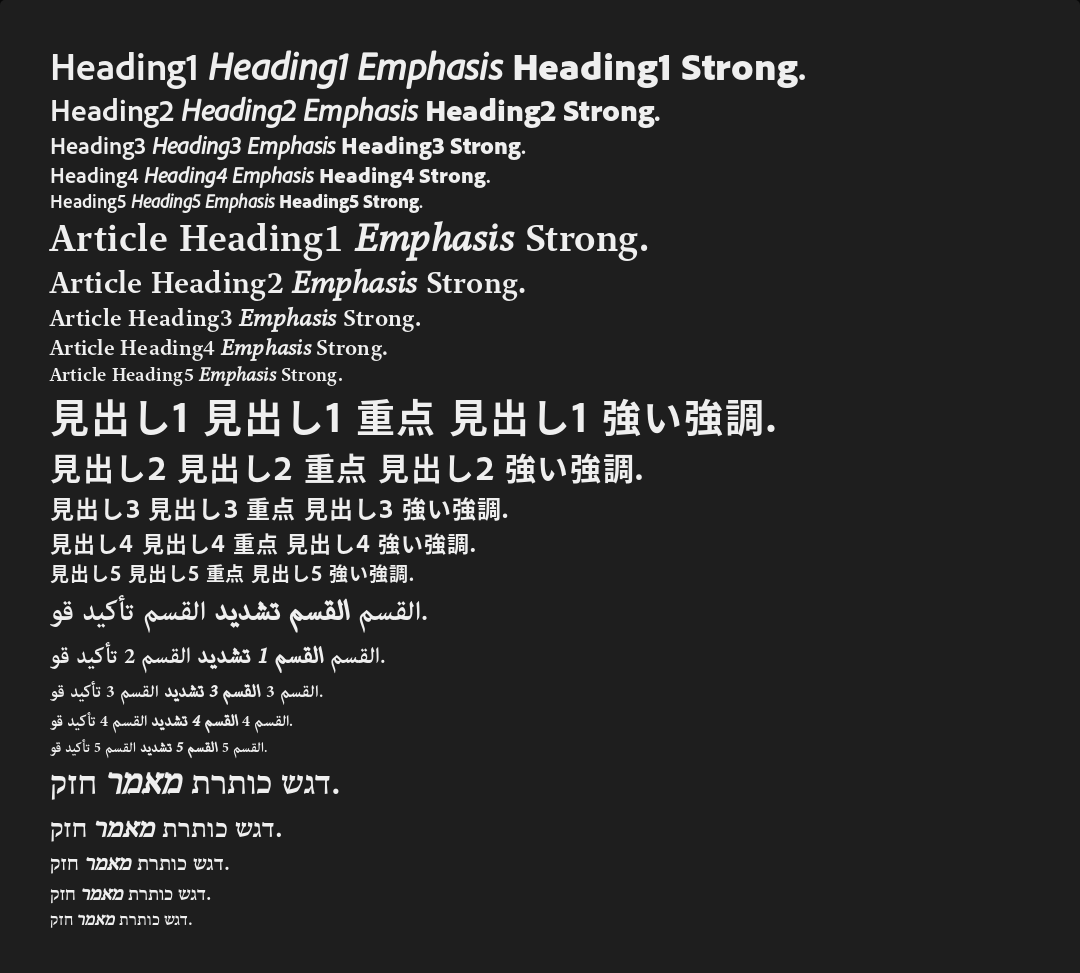 Heading1 Heading1 Emphasis Heading1 Strong.
Heading2 Heading2 Emphasis Heading2 Strong.
Heading3 Heading3 Emphasis Heading3 Strong.
Heading4 Heading4 Emphasis Heading4 Strong.
Heading5 Heading5 Emphasis Heading5 Strong.
Article Heading1 Emphasis Strong.
Article Heading2 Emphasis Strong.
Article Heading3 Emphasis Strong.
Article Heading4 Emphasis Strong.
Article Heading5 Emphasis Strong.
見出し1 見出し1 重点 見出し1 強い強調.
見出し2 見出し2 重点 見出し2 強い強調.
見出し3 見出し3 重点 見出し3 強い強調.
見出し4 見出し4 重点 見出し4 強い強調.
見出し5 見出し5 重点 見出し5 強い強調.
القسم القسم تشديد القسم تأكيد قو.
القسم القسم 1 تشديد القسم 2 تأكيد قو.
القسم 3 القسم 3 تشديد القسم 3 تأكيد قو.
القسم 4 القسم 4 تشديد القسم 4 تأكيد قو.
القسم 5 القسم 5 تشديد القسم 5 تأكيد قو.
דגש כותרת מאמר חזק.
דגש כותרת מאמר חזק.
דגש כותרת מאמר חזק.
דגש כותרת מאמר חזק.
דגש כותרת מאמר חזק.